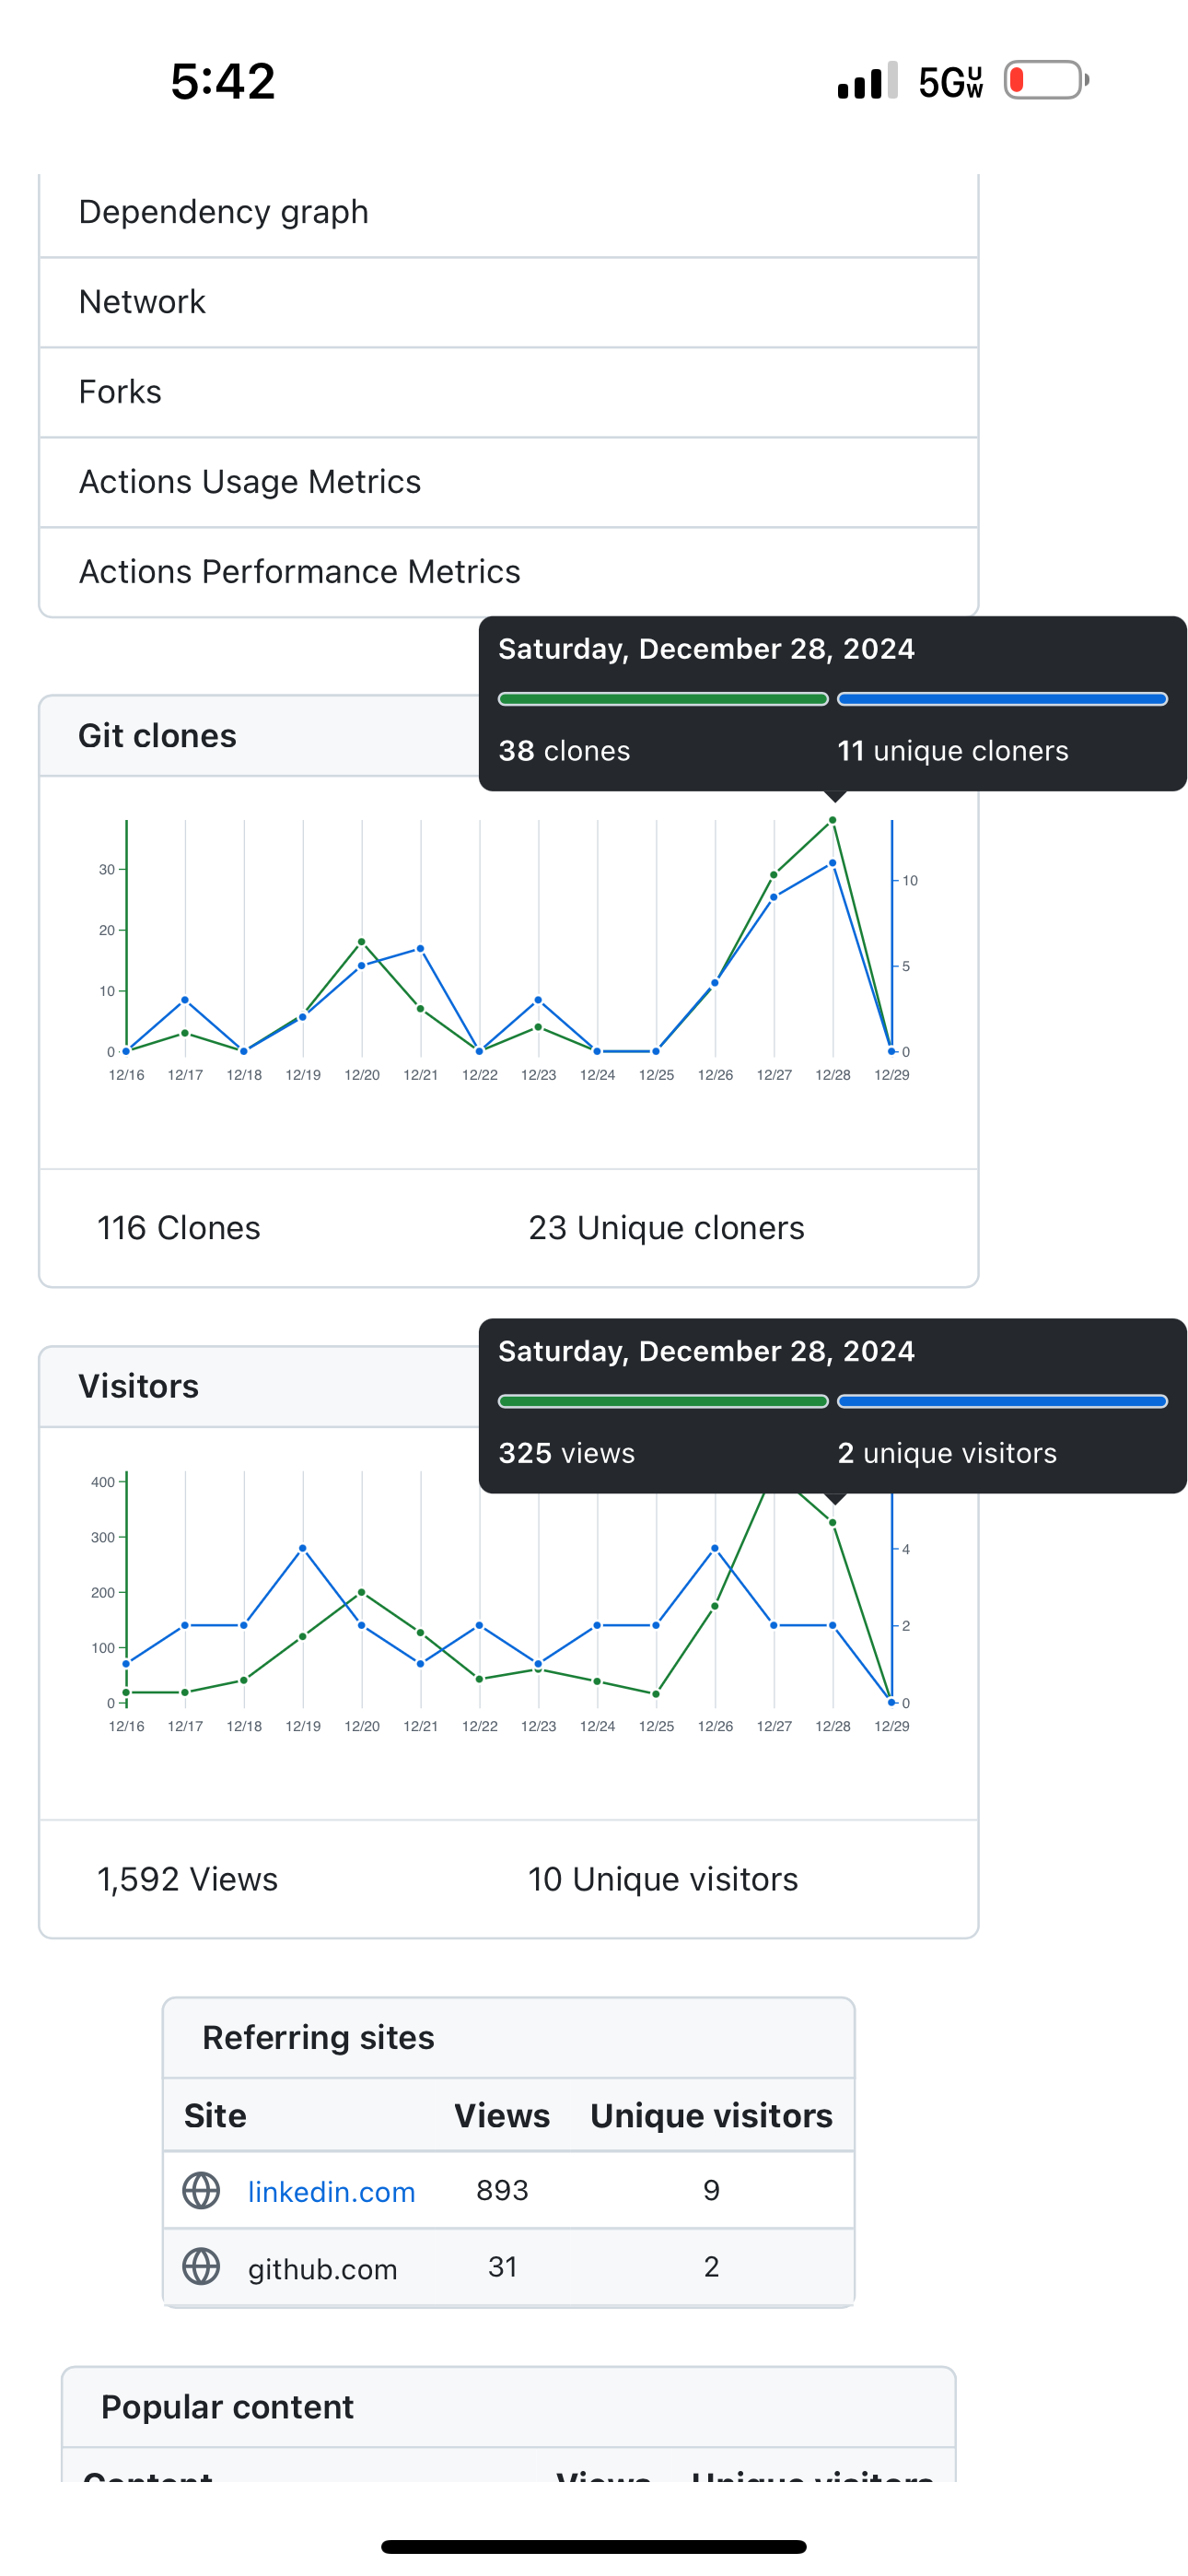 5:42
5G UW
Dependency graph
Network
Forks
Actions Usage Metrics
Actions Performance Metrics
Saturday, December 28, 2024
38 clones 11 unique cloners
Git clones
30
20
10
0
10
5
0
12/16 12/17 12/18 12/19 12/20 12/21 12/22 12/23 12/24 12/25 12/26 12/27 12/28 12/29
116 Clones 23 Unique cloners
Saturday, December 28, 2024
325 views 2 unique visitors
Visitors
400
300
200
100
0
4
2
0
12/16 12/17 12/18 12/19 12/20 12/21 12/22 12/23 12/24 12/25 12/26 12/27 12/28 12/29
1,592 Views 10 Unique visitors
Referring sites
Site Views Unique visitors
linkedin.com 893 9
github.com 31 2
Popular content
Content Views Unique visitors